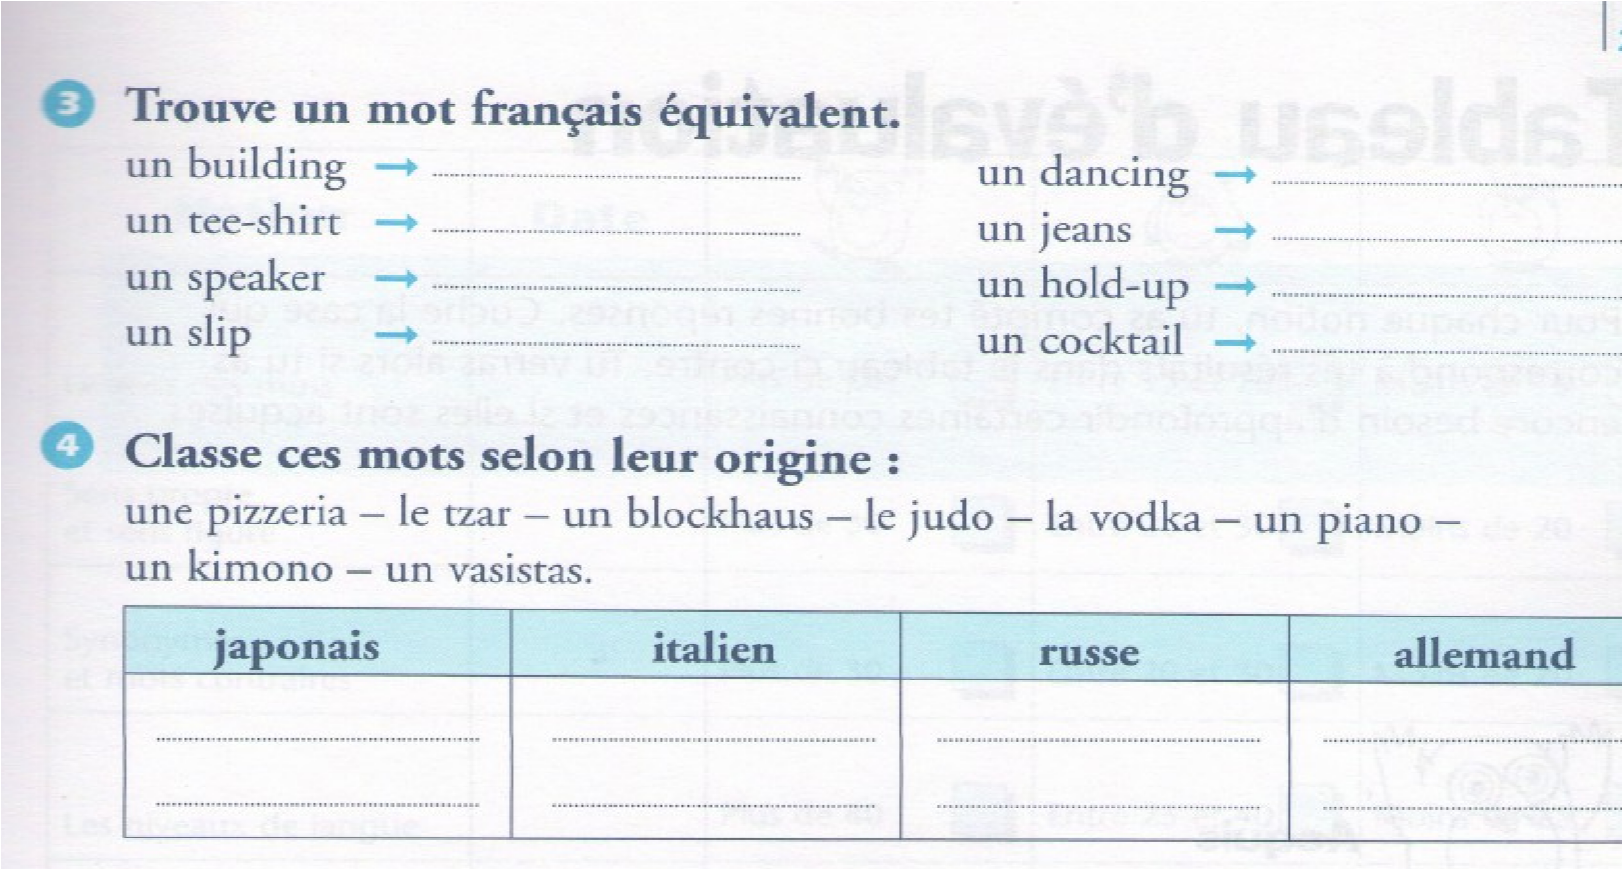 3 Trouve un mot français équivalent.
un building → un dancing →
un tee-shirt → un jeans →
un speaker → un hold-up →
un slip → un cocktail →
4 Classe ces mots selon leur origine :
une pizzeria – le tzar – un blockhaus – le judo – la vodka – un piano –
un kimono – un vasistas.
japonais italien russe allemand